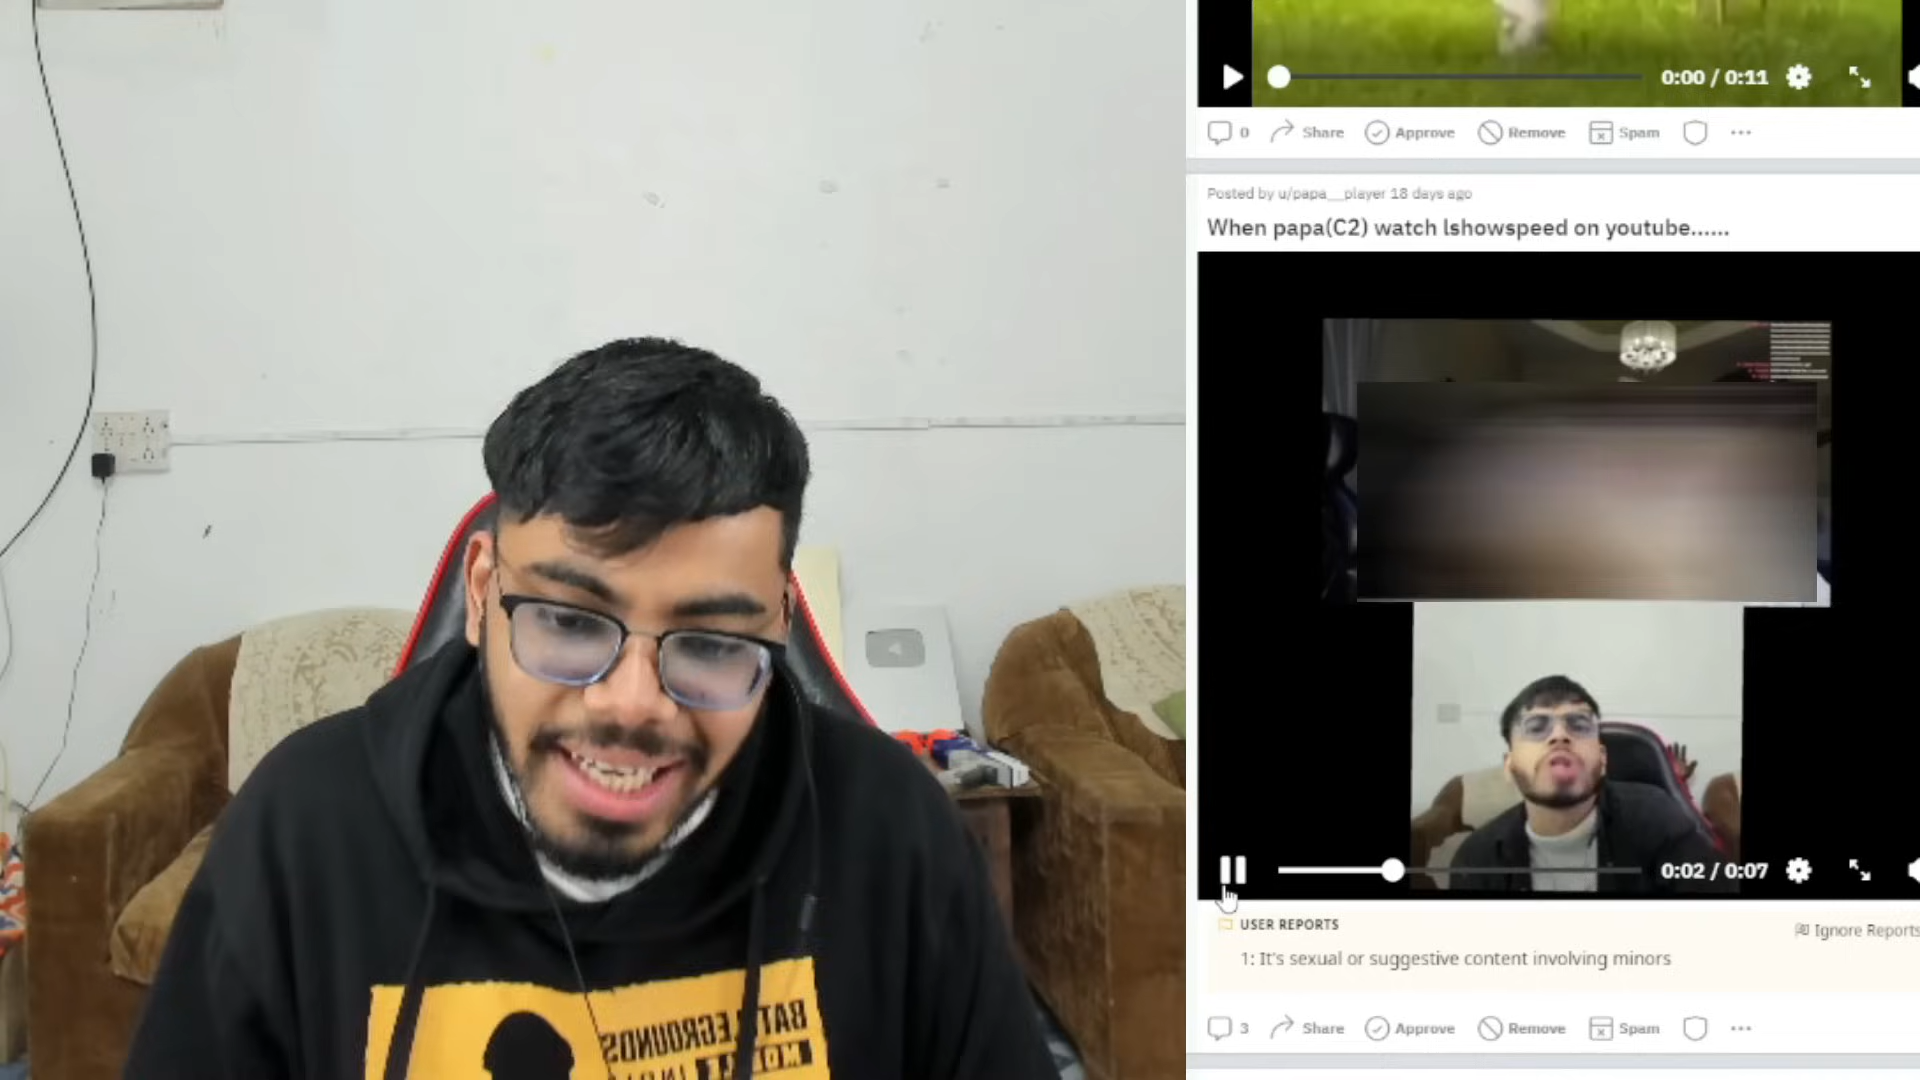 0:00 / 0:11
0 Share Approve Remove Spam
Posted by u/papa__player 18 days ago
When papa(C2) watch Ishowspeed on youtube......
0:02 / 0:07
USER REPORTS
Ignore Reports
1: It's sexual or suggestive content involving minors
3 Share Approve Remove Spam
BATTLEGROUNDS